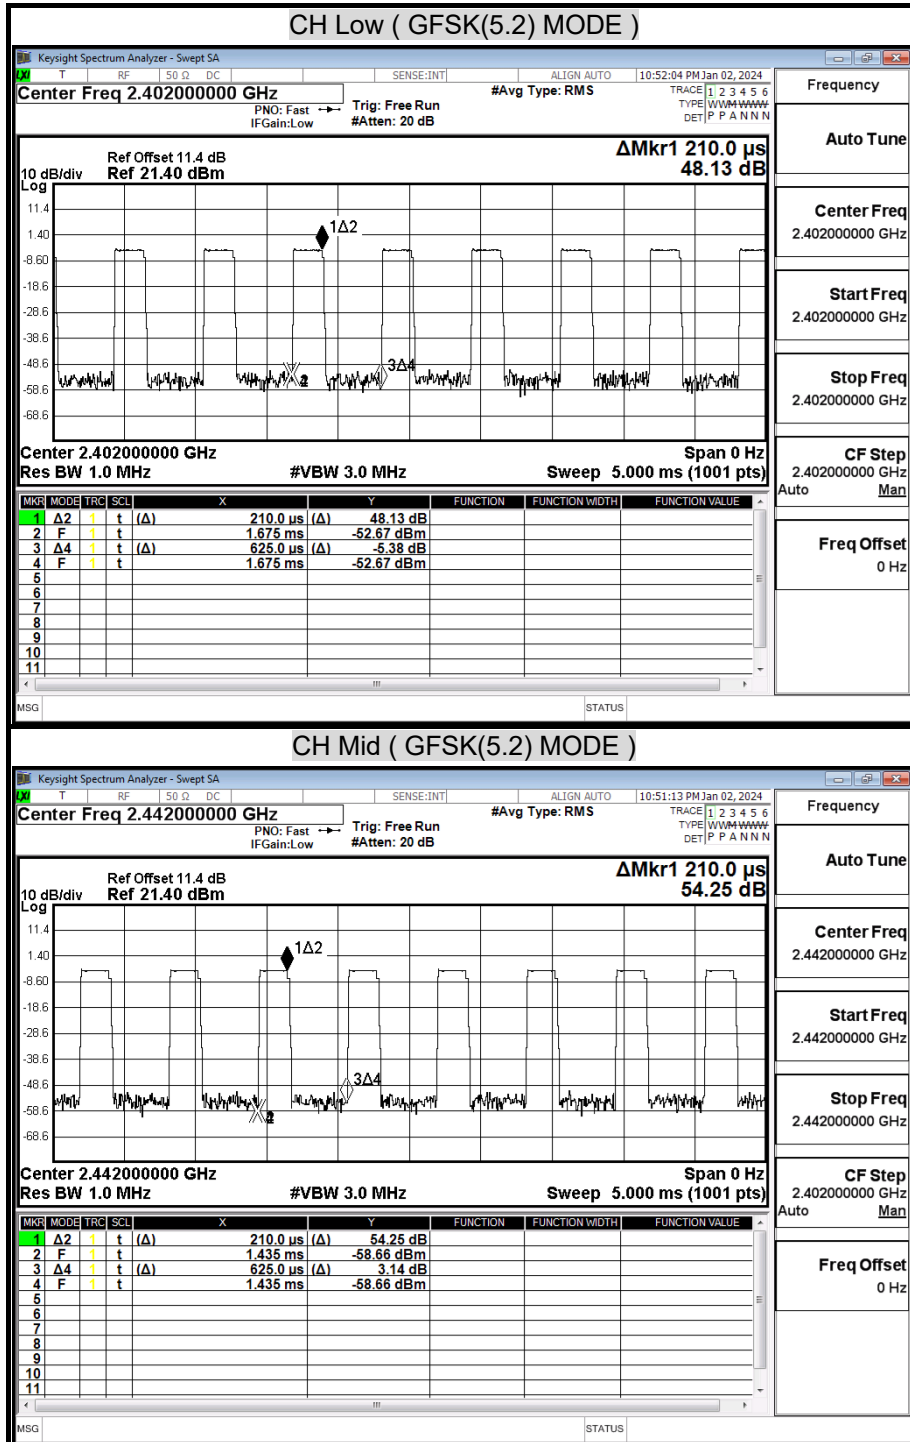 CH Low ( GFSK(5.2) MODE )
Keysight Spectrum Analyzer - Swept SA
LXI T RF 50 Ω DC SENSE:INT ALIGN AUTO 10:52:04 PM Jan 02, 2024
Center Freq 2.402000000 GHz
PNO: Fast
IFGain:Low
Trig: Free Run
#Atten: 20 dB
#Avg Type: RMS
TRACE 1 2 3 4 5 6
TYPE WWMWWWW
DET P P A N N N
ΔMkr1 210.0 µs
48.13 dB
Ref Offset 11.4 dB
10 dB/div Ref 21.40 dBm
Log
11.4
1.40
-8.60
-18.6
-28.6
-38.6
-48.6
-58.6
-68.6
1Δ2
3Δ4
Center 2.402000000 GHz Span 0 Hz
Res BW 1.0 MHz #VBW 3.0 MHz Sweep 5.000 ms (1001 pts)
MKR MODE TRC SCL X Y FUNCTION FUNCTION WIDTH FUNCTION VALUE
1 Δ2 1 t (Δ) 210.0 µs (Δ) 48.13 dB
2 F 1 t 1.675 ms -52.67 dBm
3 Δ4 1 t (Δ) 625.0 µs (Δ) -5.38 dB
4 F 1 t 1.675 ms -52.67 dBm
5
6
7
8
9
10
11
MSG STATUS
Frequency
Auto Tune
Center Freq
2.402000000 GHz
Start Freq
2.402000000 GHz
Stop Freq
2.402000000 GHz
CF Step
2.402000000 GHz
Auto Man
Freq Offset
0 Hz
CH Mid ( GFSK(5.2) MODE )
Keysight Spectrum Analyzer - Swept SA
LXI T RF 50 Ω DC SENSE:INT ALIGN AUTO 10:51:13 PM Jan 02, 2024
Center Freq 2.442000000 GHz
PNO: Fast
IFGain:Low
Trig: Free Run
#Atten: 20 dB
#Avg Type: RMS
TRACE 1 2 3 4 5 6
TYPE WWMWWWW
DET P P A N N N
ΔMkr1 210.0 µs
54.25 dB
Ref Offset 11.4 dB
10 dB/div Ref 21.40 dBm
Log
11.4
1.40
-8.60
-18.6
-28.6
-38.6
-48.6
-58.6
-68.6
1Δ2
3Δ4
Center 2.442000000 GHz Span 0 Hz
Res BW 1.0 MHz #VBW 3.0 MHz Sweep 5.000 ms (1001 pts)
MKR MODE TRC SCL X Y FUNCTION FUNCTION WIDTH FUNCTION VALUE
1 Δ2 1 t (Δ) 210.0 µs (Δ) 54.25 dB
2 F 1 t 1.435 ms -58.66 dBm
3 Δ4 1 t (Δ) 625.0 µs (Δ) 3.14 dB
4 F 1 t 1.435 ms -58.66 dBm
5
6
7
8
9
10
11
MSG STATUS
Frequency
Auto Tune
Center Freq
2.442000000 GHz
Start Freq
2.442000000 GHz
Stop Freq
2.442000000 GHz
CF Step
2.402000000 GHz
Auto Man
Freq Offset
0 Hz